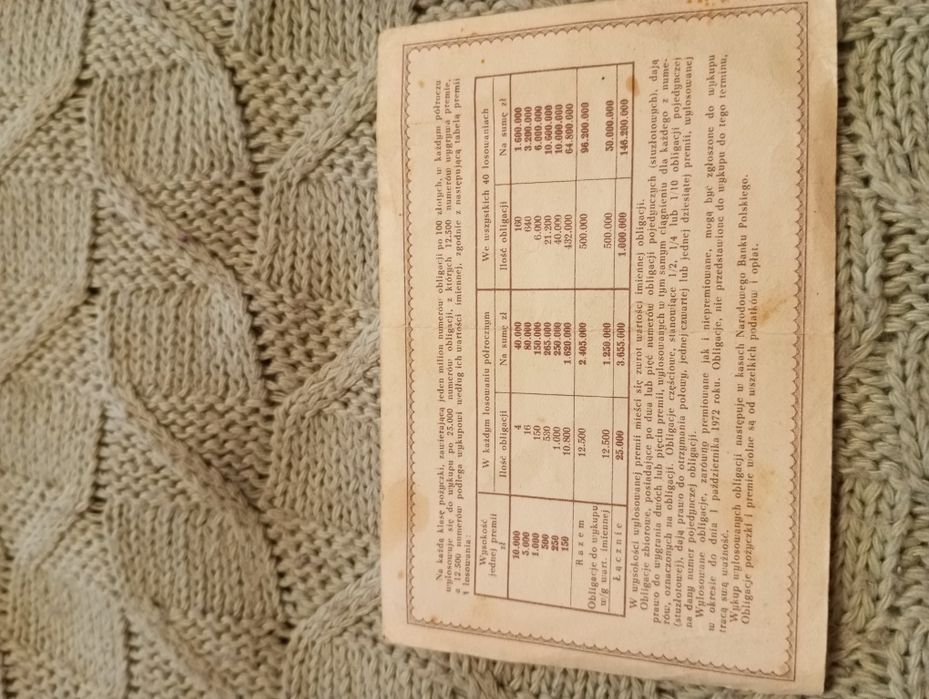 Na każdą klasę pożyczki, zawierającą jeden milion numerów obligacji po 100 złotych, w każdym półroczu
wylosowuje się do wykupu po 25.000 numerów obligacji, z których 12.500 numerów wygrywa premie,
a 12.500 numerów podlega wykupowi według ich wartości imiennej, zgodnie z następującą tabelą premii
i losowania:
Wysokość jednej premii zł | W każdym losowaniu półrocznym | We wszystkich 40 losowaniach
Ilość obligacji | Na sumę zł | Ilość obligacji | Na sumę zł
10.000 | 4 | 40.000 | 160 | 1.600.000
5.000 | 16 | 80.000 | 640 | 3.200.000
1.000 | 150 | 150.000 | 6.000 | 6.000.000
500 | 530 | 265.000 | 21.200 | 10.600.000
250 | 1.000 | 250.000 | 40.000 | 10.000.000
150 | 10.800 | 1.620.000 | 432.000 | 64.800.000
Razem | 12.500 | 2.405.000 | 500.000 | 96.200.000
Obligacje do wykupu
w/g wart. imiennej | 12.500 | 1.250.000 | 500.000 | 50.000.000
Łącznie | 25.000 | 3.655.000 | 1.000.000 | 146.200.000
W wysokości wylosowanej premii mieści się zwrot wartości imiennej obligacji.
Obligacje zbiorowe, posiadające po dwa lub pięć numerów obligacji pojedynczych (stuzłotowych), dają
prawo do wygrania dwóch lub pięciu premii, wylosowanych w tym samym ciągnieniu dla każdego z nume-
rów, oznaczonych na obligacji. Obligacje częściowe, stanowiące 1/2, 1/4 lub 1/10 obligacji pojedynczej
(stuzłotowej), dają prawo do otrzymania połowy, jednej czwartej lub jednej dziesiątej premii, wylosowanej
na dany numer pojedynczej obligacji.
Wylosowane obligacje, zarówno premiowane jak i niepremiowane, mogą być zgłoszone do wykupu
w okresie do dnia 1 października 1972 roku. Obligacje, nie przedstawione do wykupu do tego terminu,
tracą swą ważność.
Wykup wylosowanych obligacji następuje w kasach Narodowego Banku Polskiego.
Obligacje pożyczki i premie wolne są od wszelkich podatków i opłat.